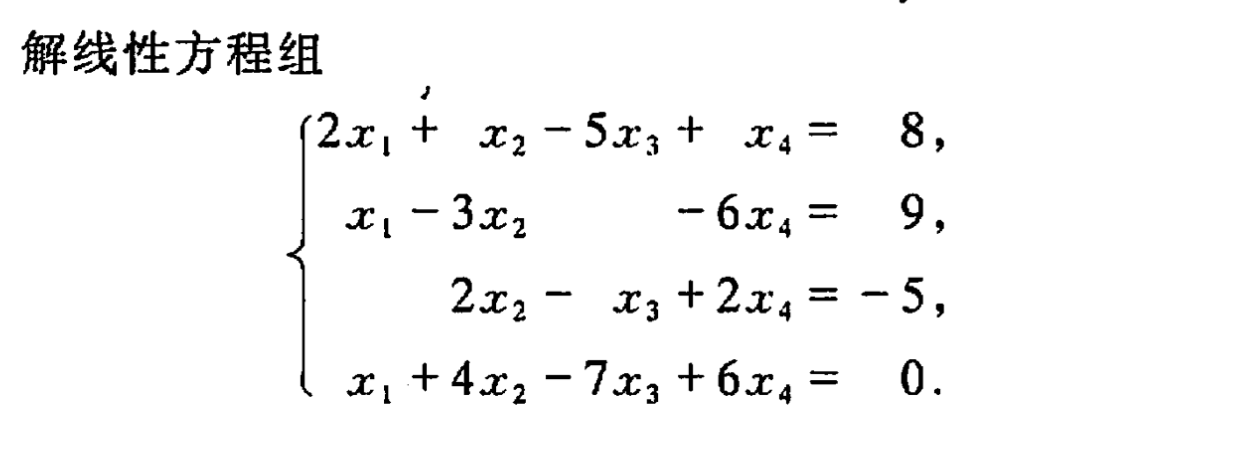 解线性方程组
2x₁ + x₂ - 5x₃ + x₄ = 8,
x₁ - 3x₂ - 6x₄ = 9,
2x₂ - x₃ + 2x₄ = -5,
x₁ + 4x₂ - 7x₃ + 6x₄ = 0.